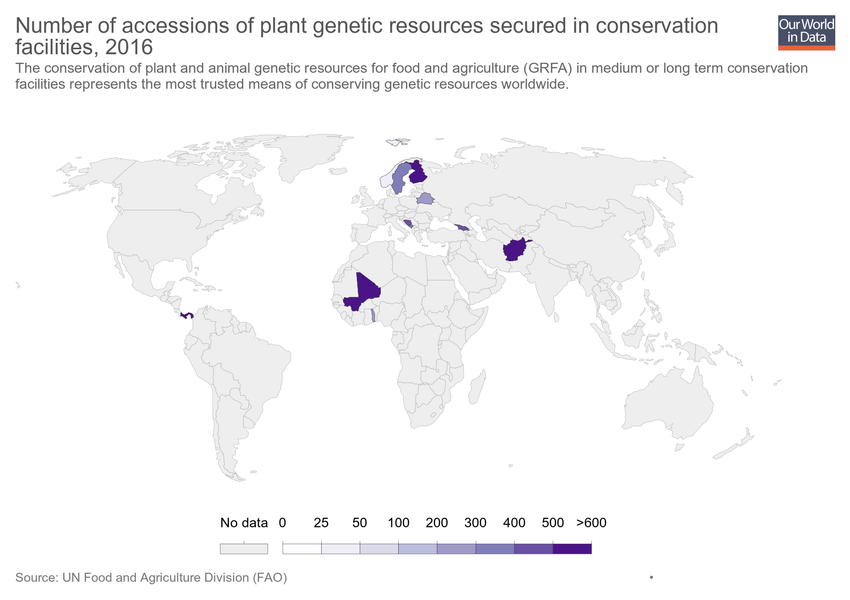 Number of accessions of plant genetic resources secured in conservation
facilities, 2016
Our World
in Data
The conservation of plant and animal genetic resources for food and agriculture (GRFA) in medium or long term conservation
facilities represents the most trusted means of conserving genetic resources worldwide.
No data 0 25 50 100 200 300 400 500 >600
Source: UN Food and Agriculture Division (FAO)
•